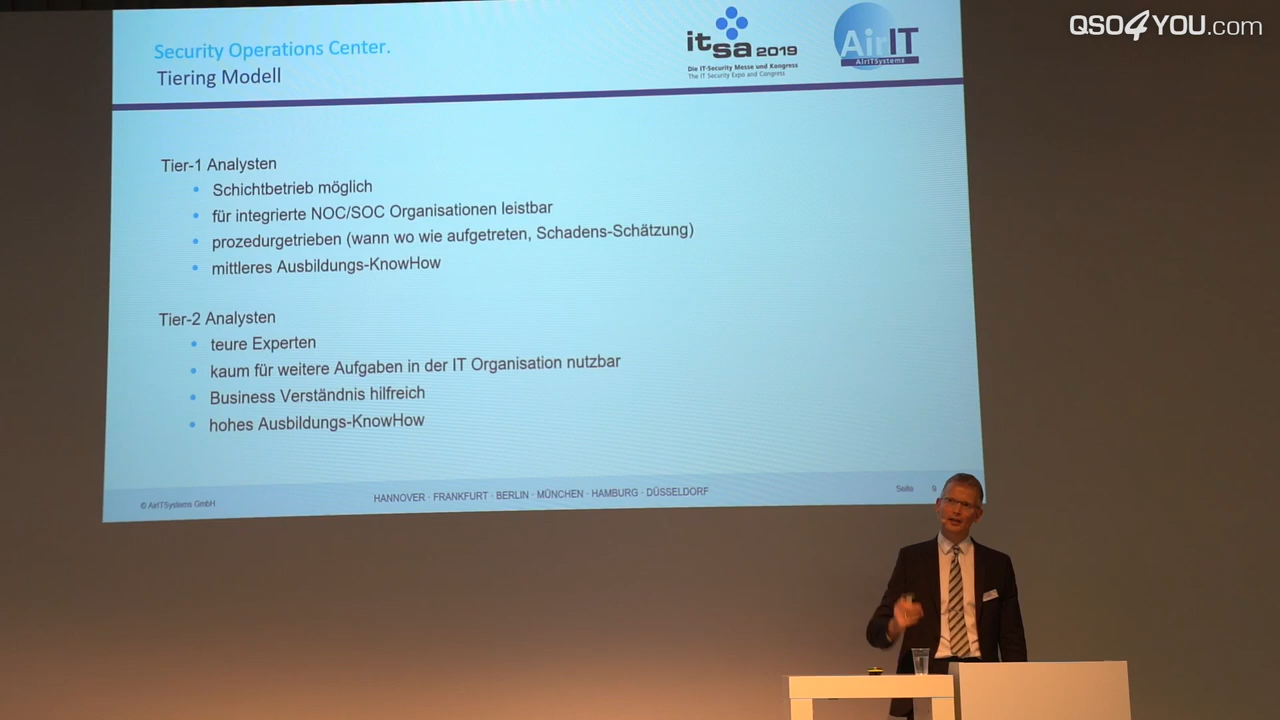 QSO4YOU.com
Security Operations Center.
Tiering Modell
itsa 2019
Die IT-Security Messe und Kongress
The IT Security Expo and Congress
AirIT
AirITSystems
Tier-1 Analysten
• Schichtbetrieb möglich
• für integrierte NOC/SOC Organisationen leistbar
• prozedurgetrieben (wann wo wie aufgetreten, Schadens-Schätzung)
• mittleres Ausbildungs-KnowHow
Tier-2 Analysten
• teure Experten
• kaum für weitere Aufgaben in der IT Organisation nutzbar
• Business Verständnis hilfreich
• hohes Ausbildungs-KnowHow
© AirITSystems GmbH
HANNOVER · FRANKFURT · BERLIN · MÜNCHEN · HAMBURG · DÜSSELDORF
Seite 9